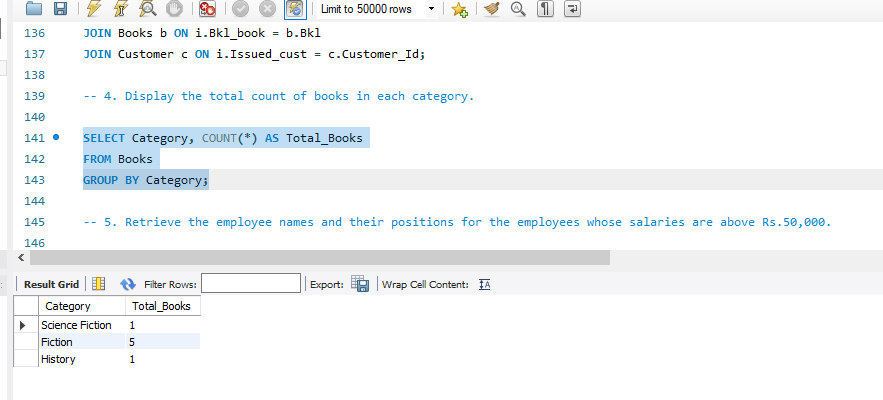 Limit to 50000 rows
136 JOIN Books b ON i.Bkl_book = b.Bkl
137 JOIN Customer c ON i.Issued_cust = c.Customer_Id;
138
139 -- 4. Display the total count of books in each category.
140
141 SELECT Category, COUNT(*) AS Total_Books
142 FROM Books
143 GROUP BY Category;
144
145 -- 5. Retrieve the employee names and their positions for the employees whose salaries are above Rs.50,000.
146
Result Grid Filter Rows: Export: Wrap Cell Content:
Category Total_Books
Science Fiction 1
Fiction 5
History 1